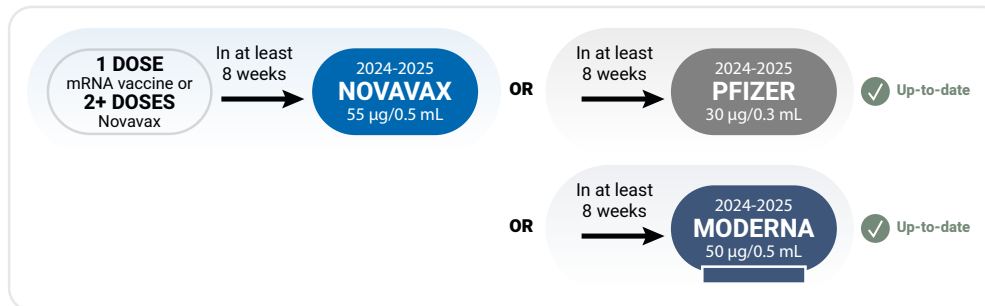 1 DOSE
mRNA vaccine or
2+ DOSES
Novavax
In at least
8 weeks
2024-2025
NOVAVAX
55 µg/0.5 mL
OR
In at least
8 weeks
2024-2025
PFIZER
30 µg/0.3 mL
Up-to-date
OR
In at least
8 weeks
2024-2025
MODERNA
50 µg/0.5 mL
Up-to-date